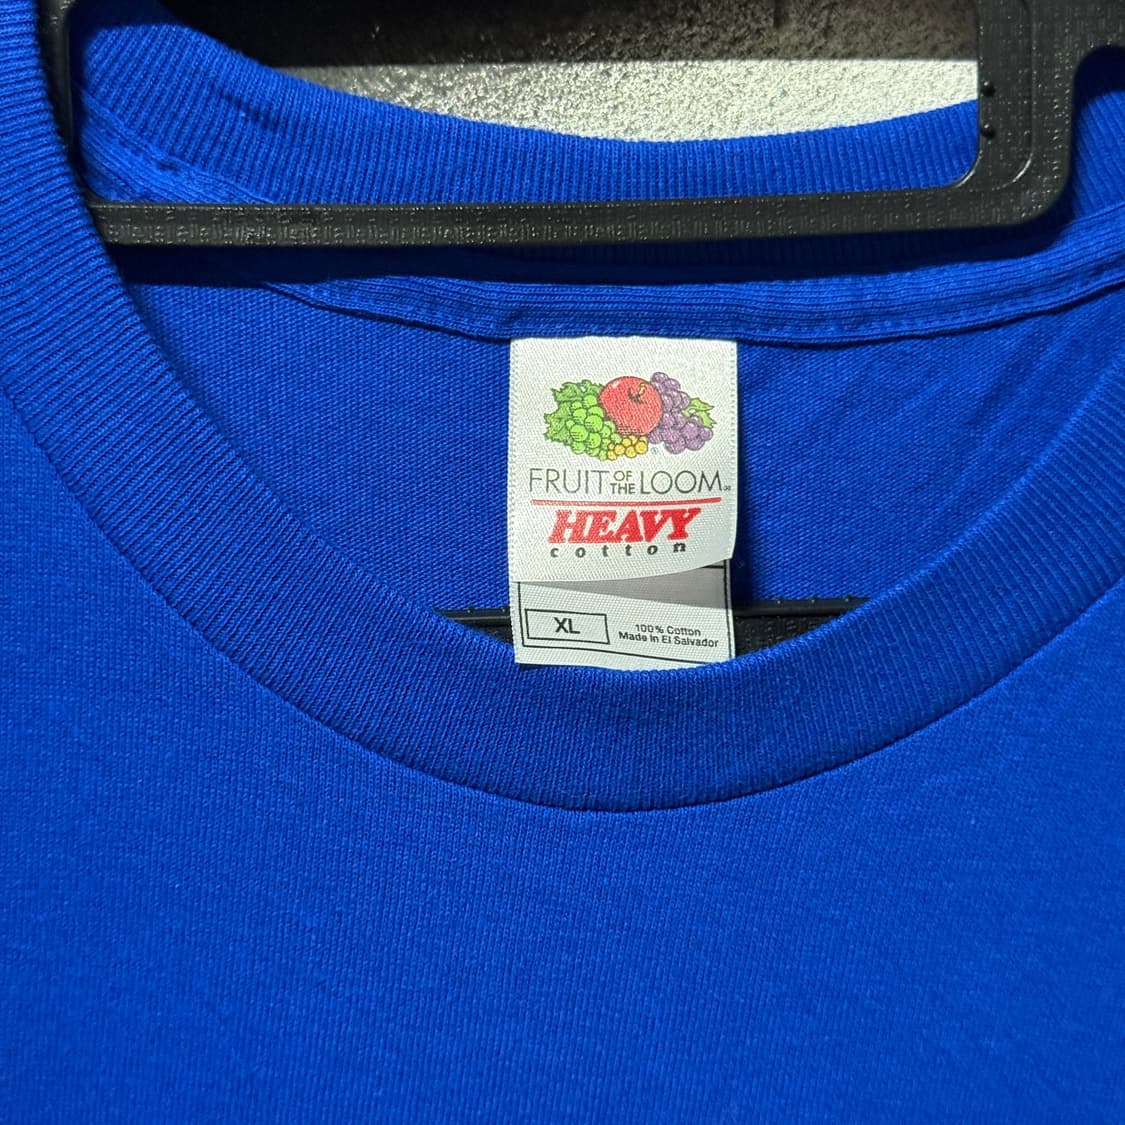 FRUIT OF THE LOOM
HEAVY
cotton
XL
100% Cotton
Made in El Salvador